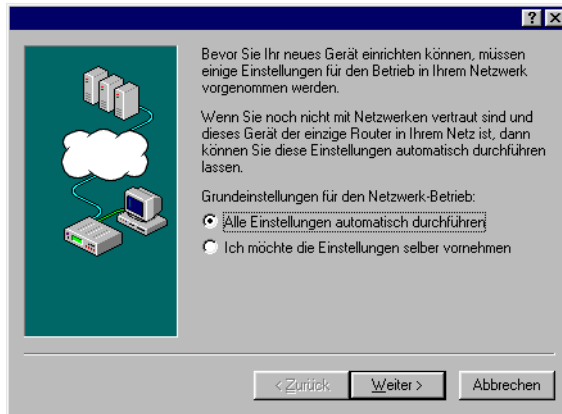 Bevor Sie Ihr neues Gerät einrichten können, müssen
einige Einstellungen für den Betrieb in Ihrem Netzwerk
vorgenommen werden.
Wenn Sie noch nicht mit Netzwerken vertraut sind und
dieses Gerät der einzige Router in Ihrem Netz ist, dann
können Sie diese Einstellungen automatisch durchführen
lassen.
Grundeinstellungen für den Netzwerk-Betrieb:
Alle Einstellungen automatisch durchführen
Ich möchte die Einstellungen selber vornehmen
< Zurück Weiter > Abbrechen